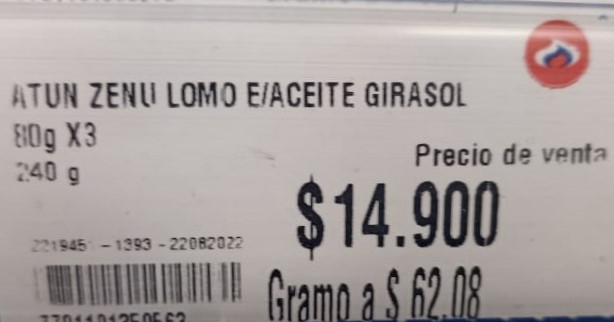 ATUN ZENU LOMO E/ACEITE GIRASOL
80g X3
240 g
Precio de venta
$14.900
221945 - 1393 - 22082022
Gramo a $ 62.08